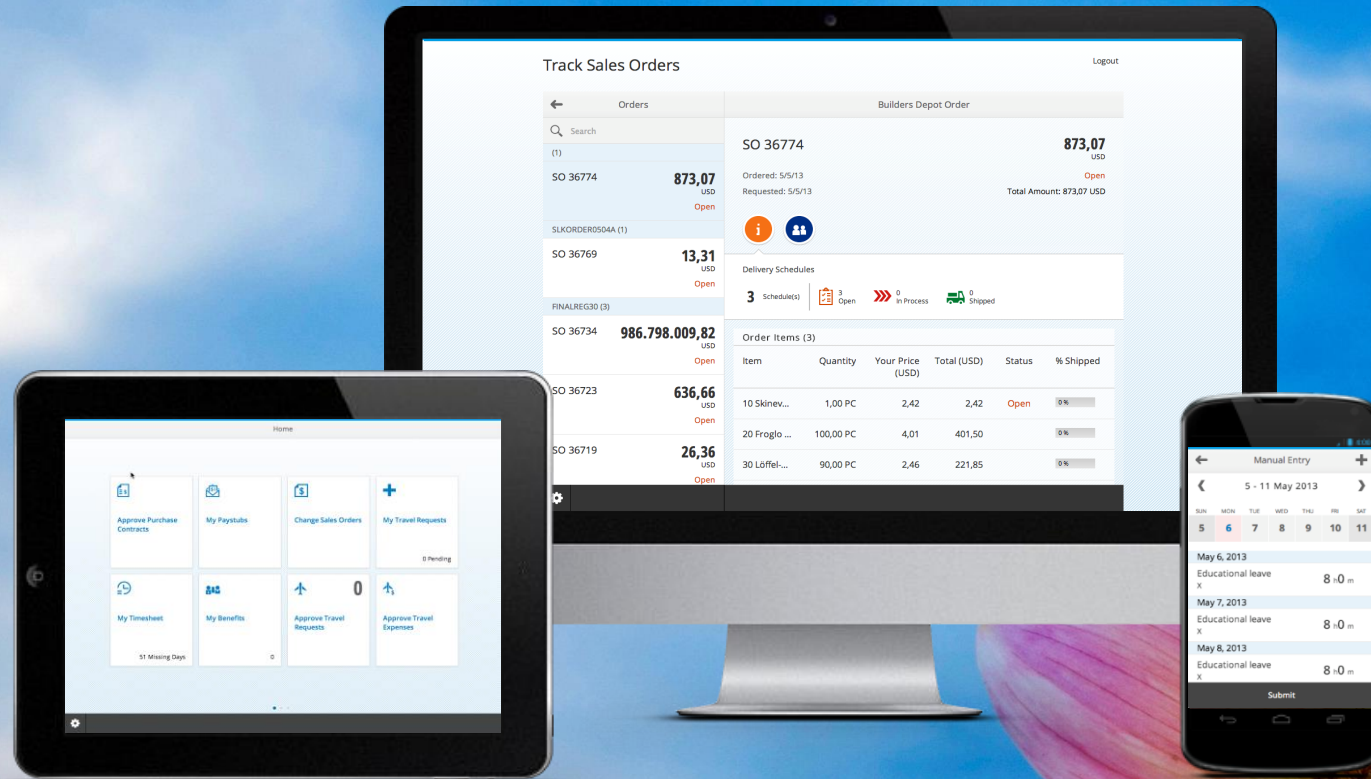 Track Sales Orders
Logout
Orders
Search
(1)
SO 36774
873,07
USD
Open
SLKORDER0504A (1)
SO 36769
13,31
USD
Open
FINALREG30 (3)
SO 36734
986.798.009,82
USD
Open
SO 36723
636,66
USD
Open
SO 36719
26,36
USD
Open
Builders Depot Order
SO 36774
873,07
USD
Ordered: 5/5/13
Open
Requested: 5/5/13
Total Amount: 873,07 USD
Delivery Schedules
3 Schedule(s)
3 Open
0 In Process
0 Shipped
Order Items (3)
Item Quantity Your Price (USD) Total (USD) Status % Shipped
10 Skinev... 1,00 PC 2,42 2,42 Open 0 %
20 Froglo ... 100,00 PC 4,01 401,50 0 %
30 Löffel-... 90,00 PC 2,46 221,85 0 %
Home
Approve Purchase
Contracts
My Paystubs
Change Sales Orders
My Travel Requests
0 Pending
My Timesheet
51 Missing Days
My Benefits
0
0
Approve Travel
Requests
Approve Travel
Expenses
Manual Entry
5 - 11 May 2013
SUN MON TUE WED THU FRI SAT
5 6 7 8 9 10 11
May 6, 2013
Educational leave
X
8 h 0 m
May 7, 2013
Educational leave
X
8 h 0 m
May 8, 2013
Educational leave
X
8 h 0 m
Submit